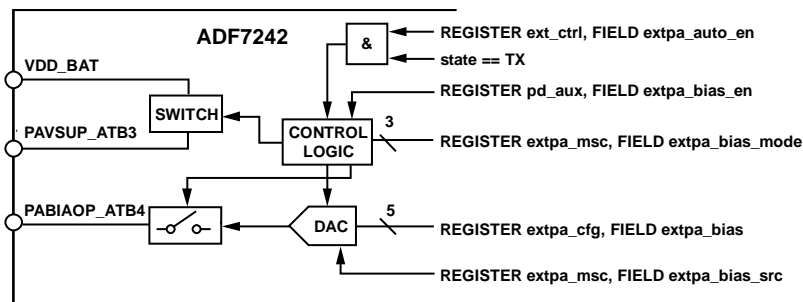 ADF7242
&
REGISTER ext_ctrl, FIELD extpa_auto_en
state == TX
VDD_BAT
REGISTER pd_aux, FIELD extpa_bias_en
SWITCH
3
PAVSUP_ATB3
CONTROL
LOGIC
REGISTER extpa_msc, FIELD extpa_bias_mode
PABIAOP_ATB4
DAC
5
REGISTER extpa_cfg, FIELD extpa_bias
REGISTER extpa_msc, FIELD extpa_bias_src